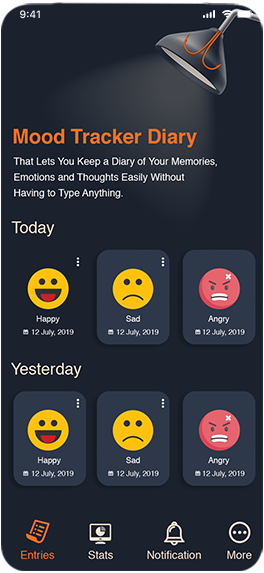 9:41
Mood Tracker Diary
That Lets You Keep a Diary of Your Memories,
Emotions and Thoughts Easily Without
Having to Type Anything.
Today
Happy
12 July, 2019
Sad
12 July, 2019
Angry
12 July, 2019
Yesterday
Happy
12 July, 2019
Sad
12 July, 2019
Angry
12 July, 2019
Entries
Stats
Notification
More